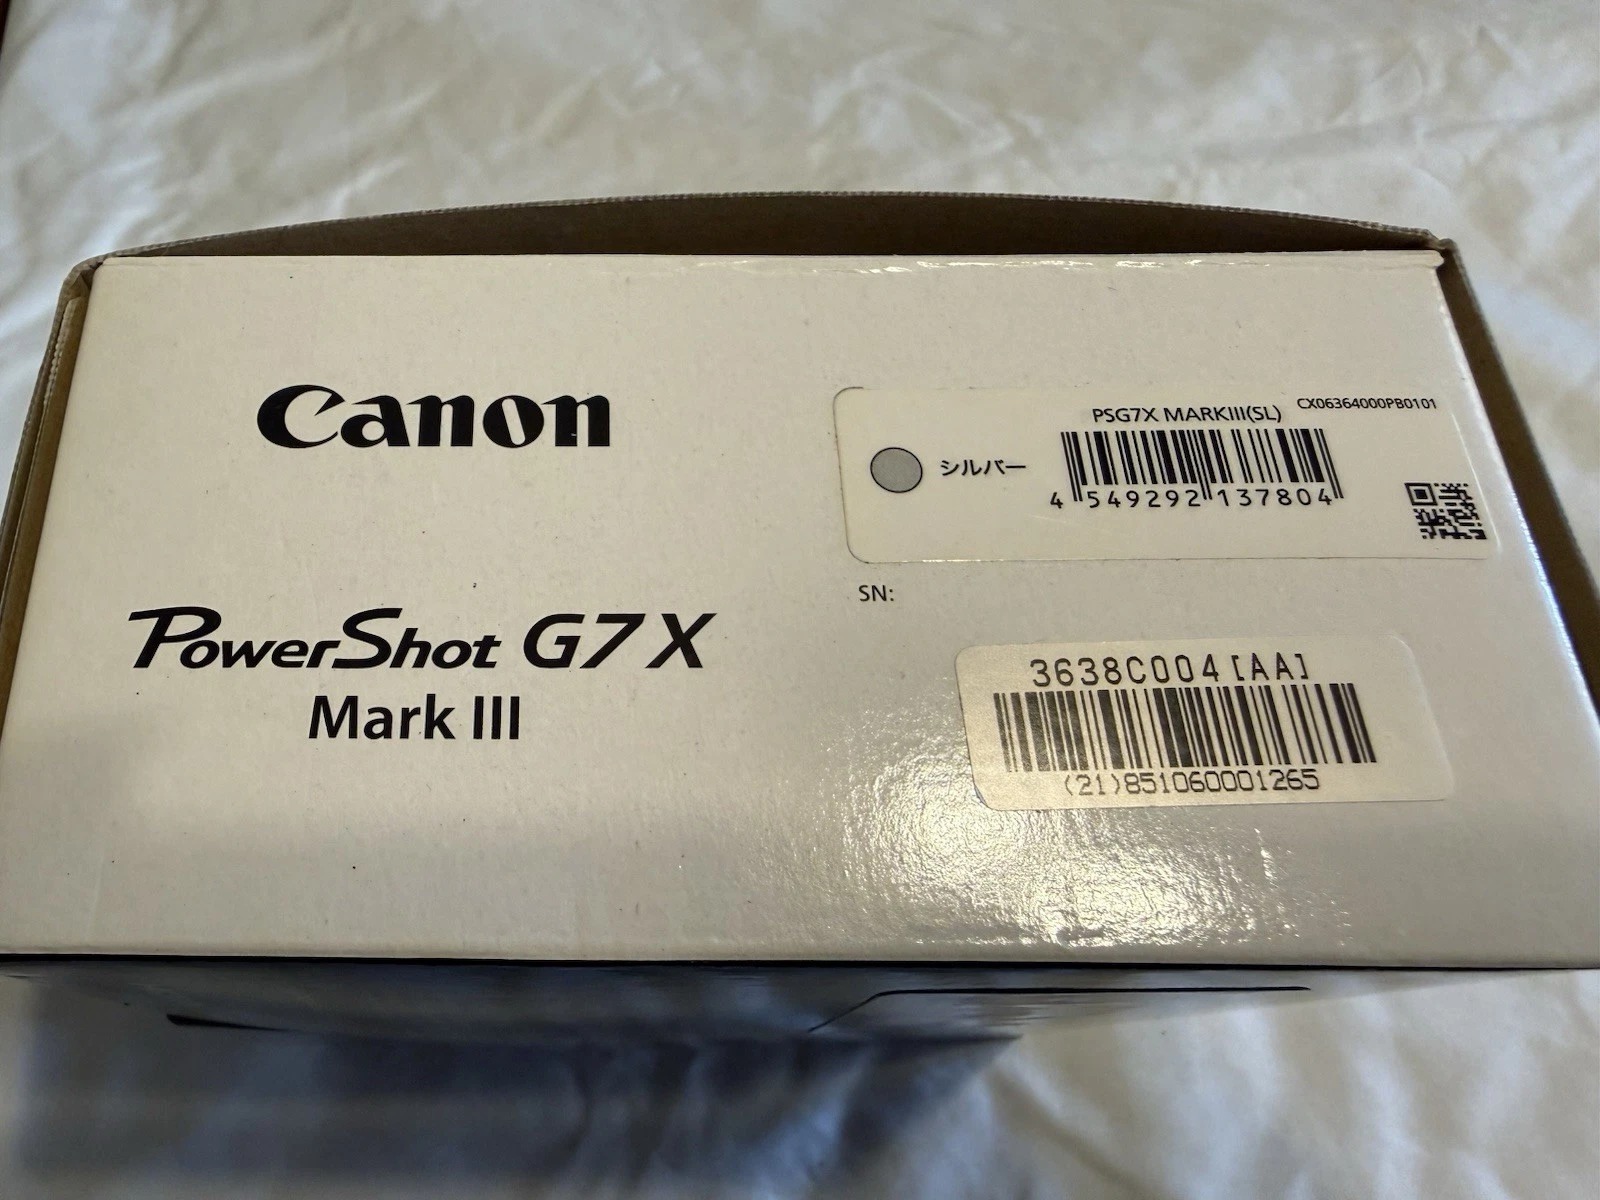 Canon
PowerShot G7 X
Mark III
PSG7X MARKIII(SL) CX06364000PB0101
シルバー
4 549292 137804
SN:
3638C004[AA]
(21)851060001265